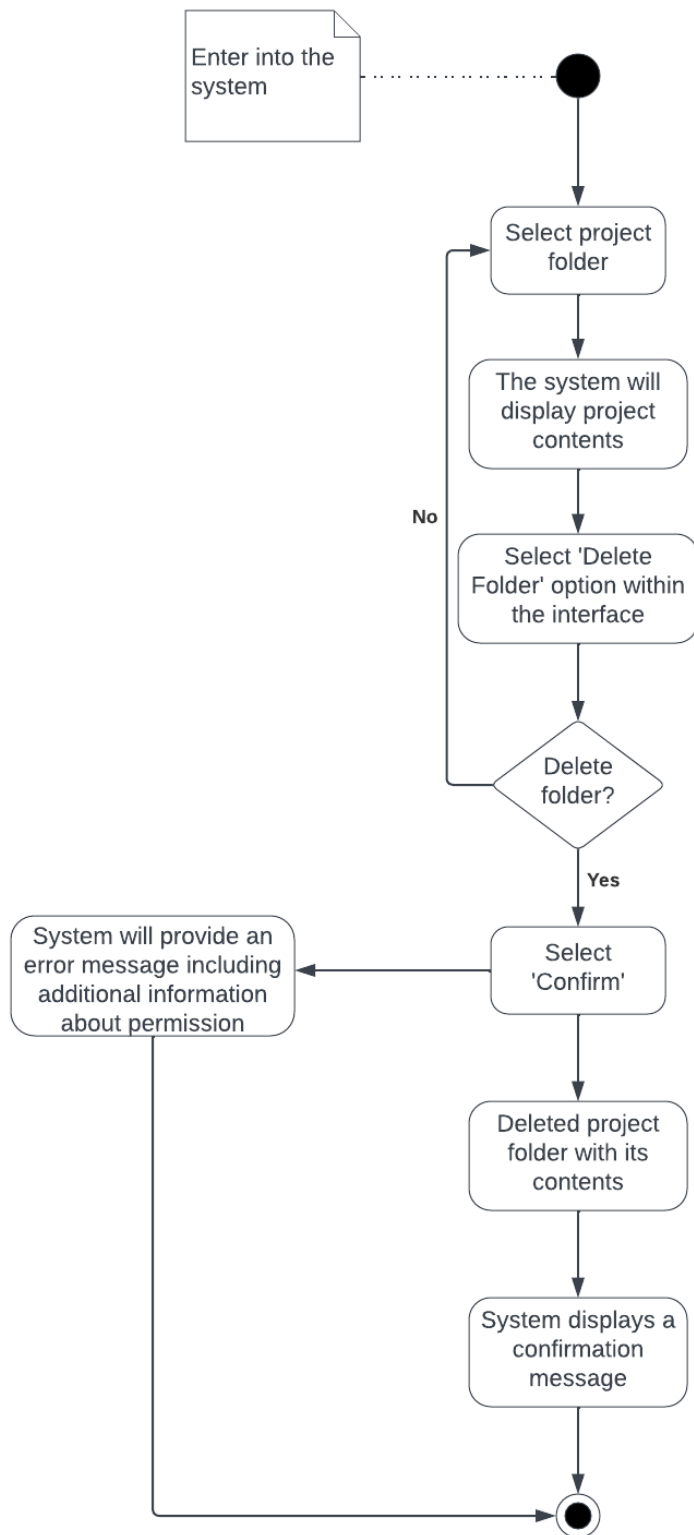 Enter into the
system
Select project
folder
The system will
display project
contents
No
Select 'Delete
Folder' option within
the interface
Delete
folder?
Yes
System will provide an
error message including
additional information
about permission
Select
'Confirm'
Deleted project
folder with its
contents
System displays a
confirmation
message